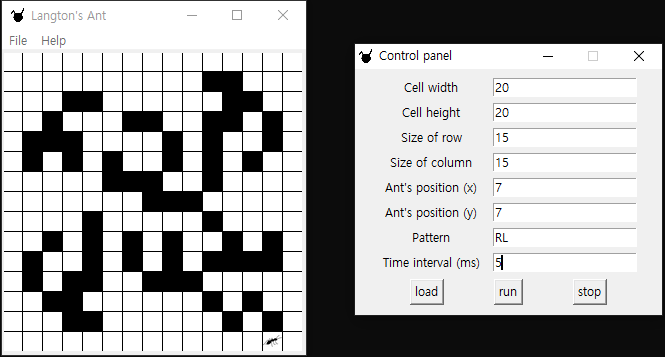 Langton's Ant
File Help
Control panel
Cell width 20
Cell height 20
Size of row 15
Size of column 15
Ant's position (x) 7
Ant's position (y) 7
Pattern RL
Time interval (ms) 5
load run stop